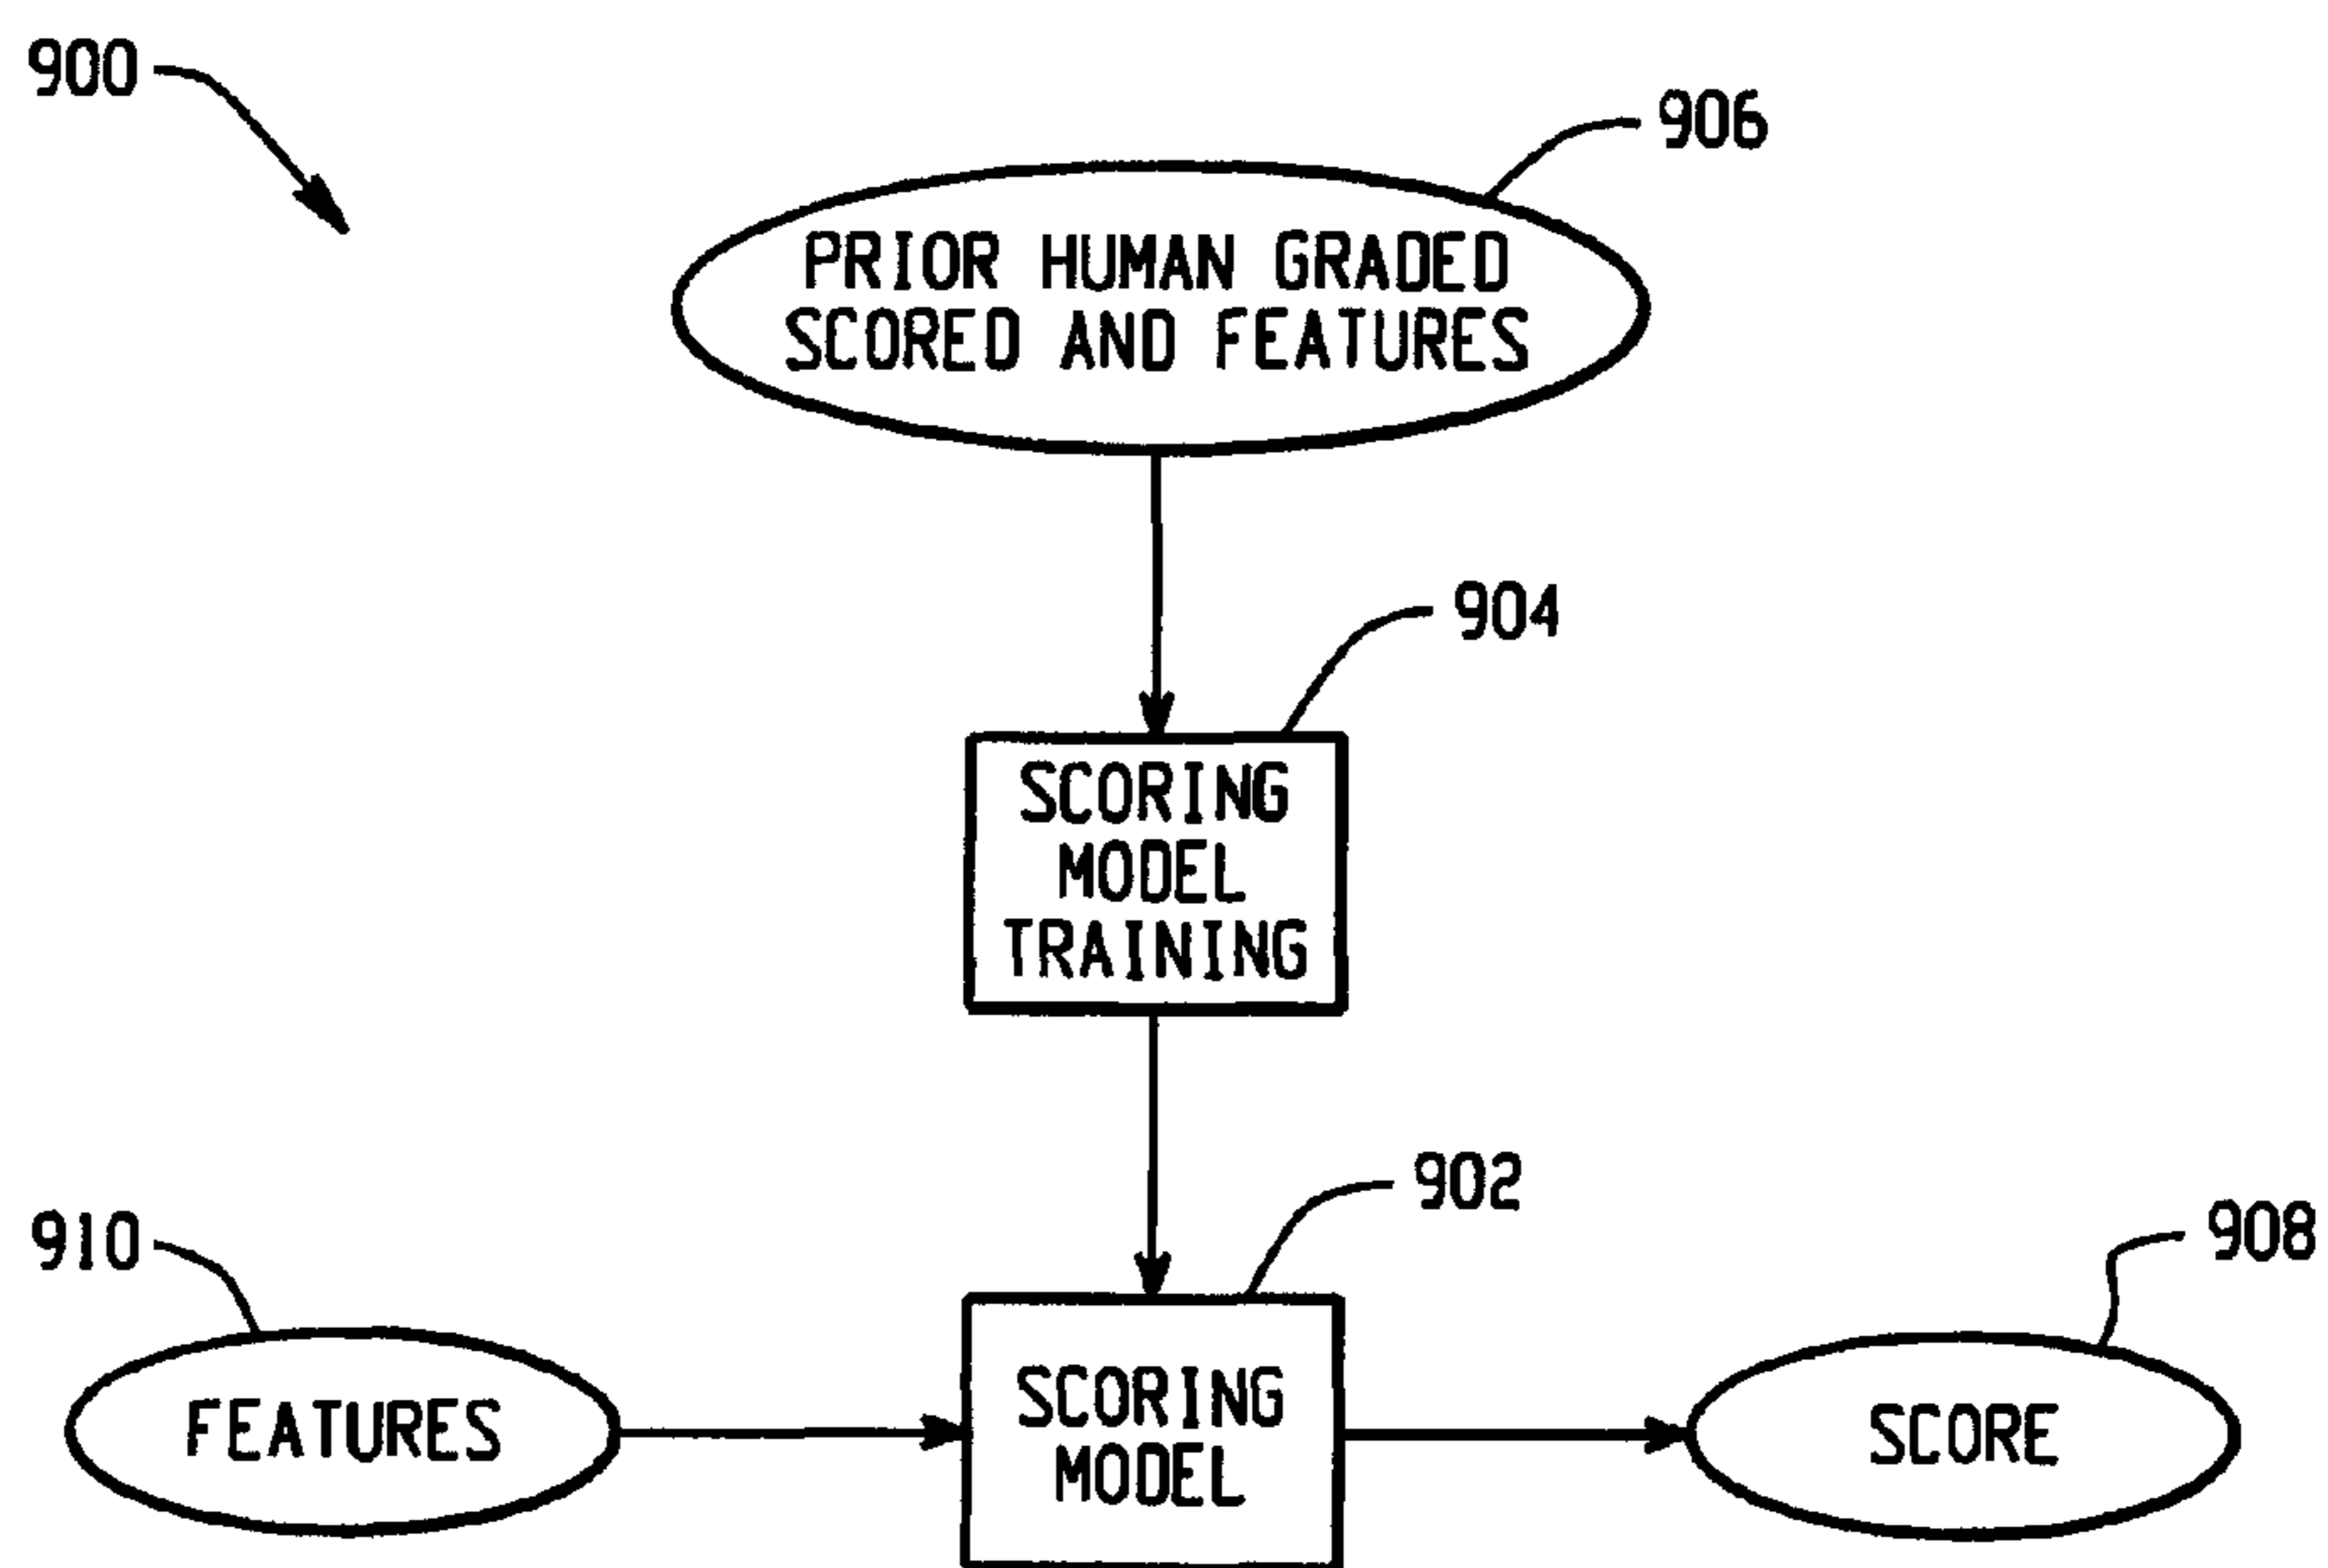 900
906
PRIOR HUMAN GRADED
SCORED AND FEATURES
904
SCORING
MODEL
TRAINING
902
910
908
FEATURES
SCORING
MODEL
SCORE